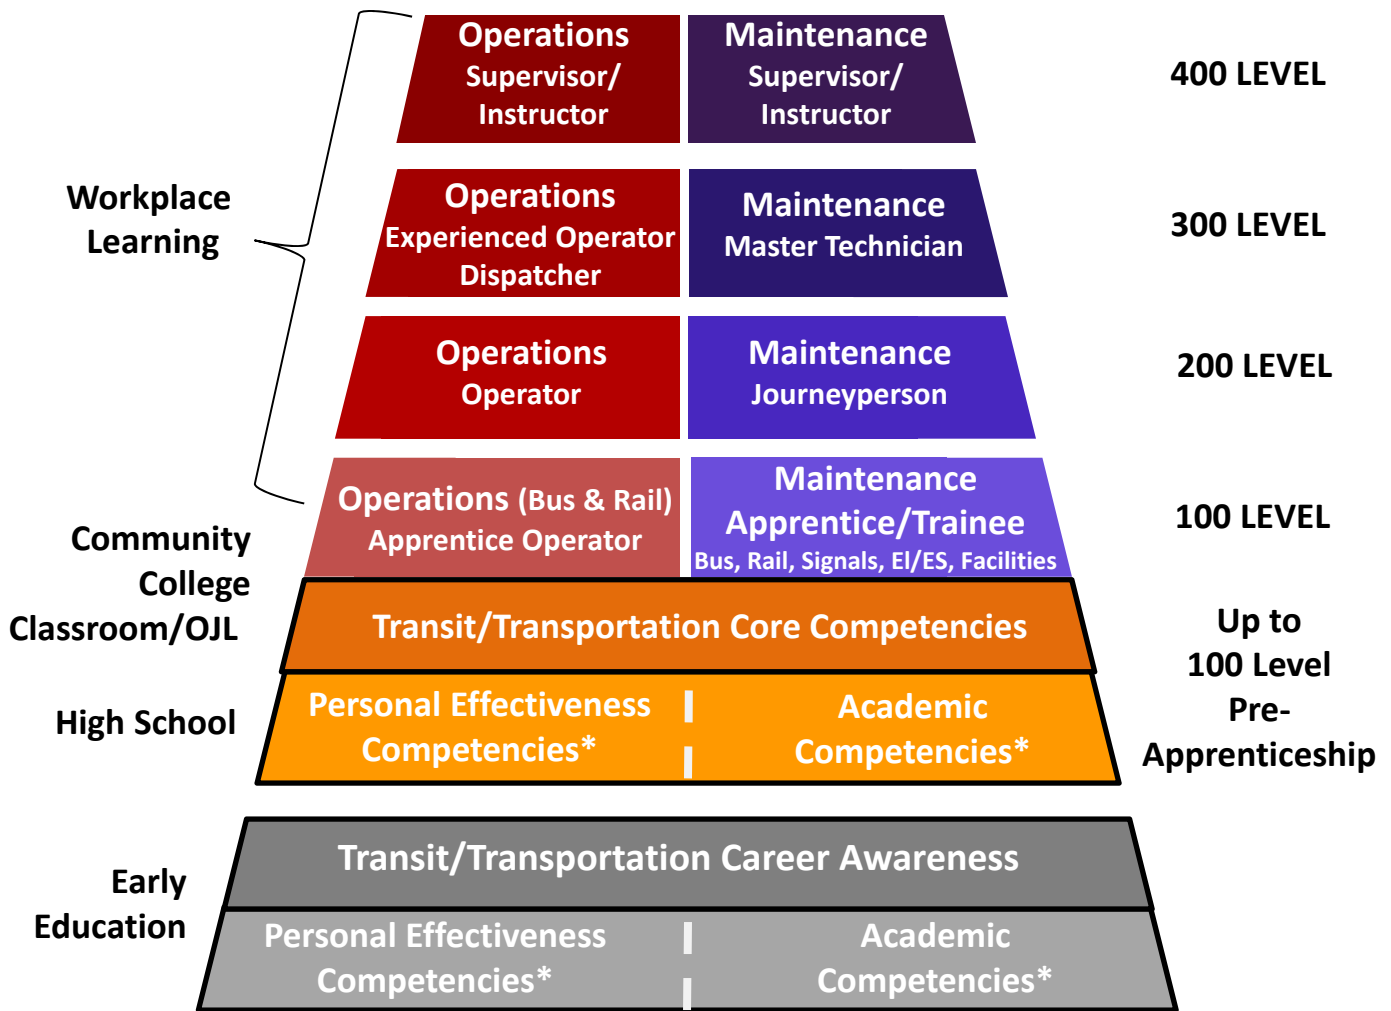 Operations
Supervisor/
Instructor
Maintenance
Supervisor/
Instructor
400 LEVEL
Workplace
Learning
Operations
Experienced Operator
Dispatcher
Maintenance
Master Technician
300 LEVEL
Operations
Operator
Maintenance
Journeyperson
200 LEVEL
Operations (Bus & Rail)
Apprentice Operator
Maintenance
Apprentice/Trainee
Bus, Rail, Signals, El/ES, Facilities
100 LEVEL
Community
College
Classroom/OJL
Transit/Transportation Core Competencies
Up to
100 Level
Pre-
Apprenticeship
High School
Personal Effectiveness
Competencies*
Academic
Competencies*
Early
Education
Transit/Transportation Career Awareness
Personal Effectiveness
Competencies*
Academic
Competencies*